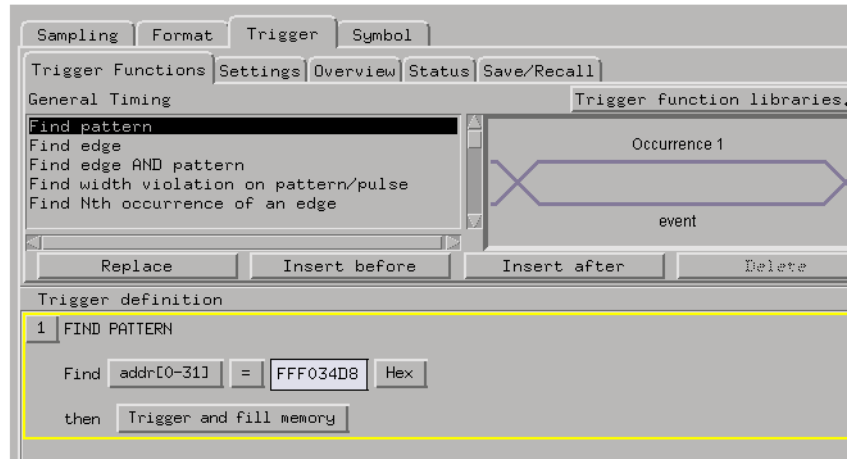 Sampling Format Trigger Symbol
Trigger Functions Settings Overview Status Save/Recall
General Timing Trigger function libraries.
Find pattern
Find edge
Find edge AND pattern
Find width violation on pattern/pulse
Find Nth occurrence of an edge
Occurrence 1
event
Replace Insert before Insert after Delete
Trigger definition
1 FIND PATTERN
Find addr[0-31] = FFF034D8 Hex
then Trigger and fill memory